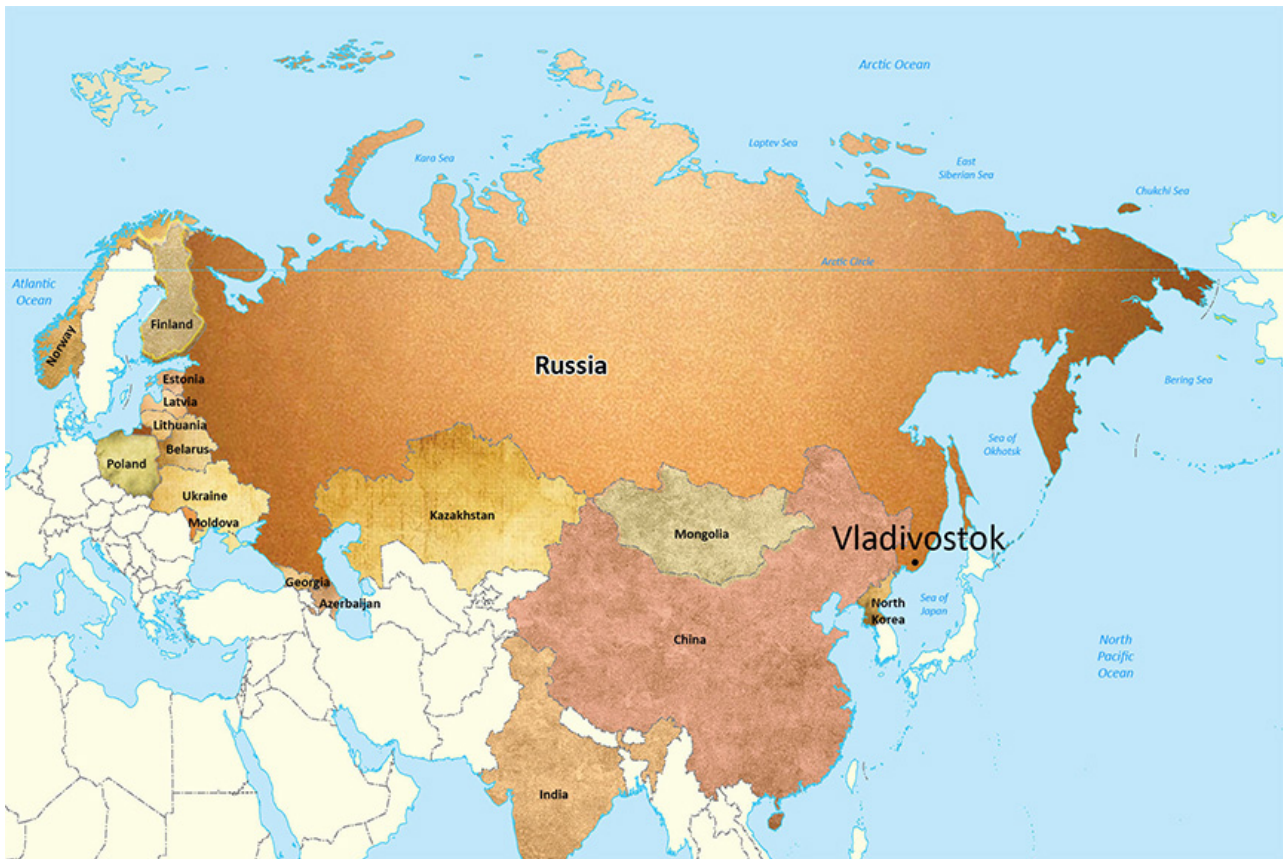 Arctic Ocean
Laptev Sea
Kara Sea
East
Siberian Sea
Chukchi Sea
Arctic Circle
Atlantic
Ocean
Norway
Finland
Russia
Bering Sea
Estonia
Latvia
Lithuania
Belarus
Poland
Sea of
Okhotsk
Ukraine
Moldova
Kazakhstan
Mongolia
Vladivostok
Georgia
Azerbaijan
North
Korea
Sea of
Japan
China
North
Pacific
Ocean
India